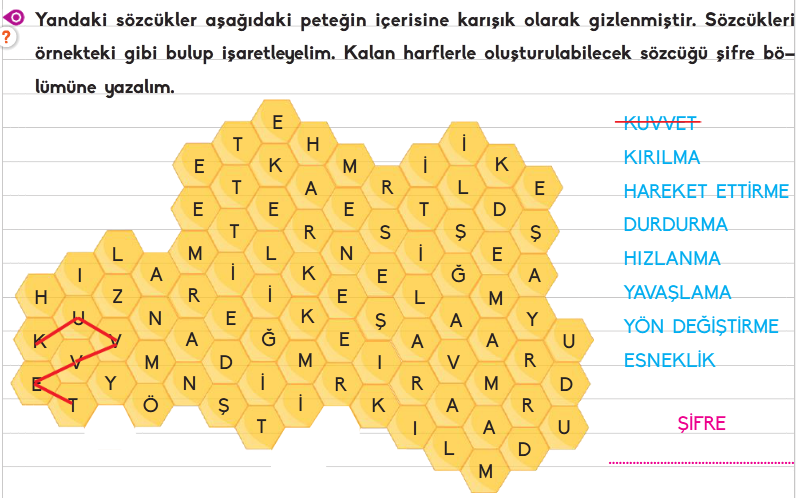 Yandaki sözcükler aşağıdaki peteğin içerisine karışık olarak gizlenmiştir. Sözcükleri
örnekteki gibi bulup işaretleyelim. Kalan harflerle oluşturulabilecek sözcüğü şifre bö–
lümüne yazalım.
?
E
T H İ
E K M İ K
T A R L E
E E E T D
T R S Ş Ş
L M L N İ E
I A İ K E Ğ A
H Z R İ E L M
U N E K Ş A Y
K V A Ğ E A A U
V M D M I V R
E Y N İ R R M D
T Ö Ş İ K A R
T I A U
L D
M
KUVVET
KIRILMA
HAREKET ETTİRME
DURDURMA
HIZLANMA
YAVAŞLAMA
YÖN DEĞİŞTİRME
ESNEKLİK
ŞİFRE